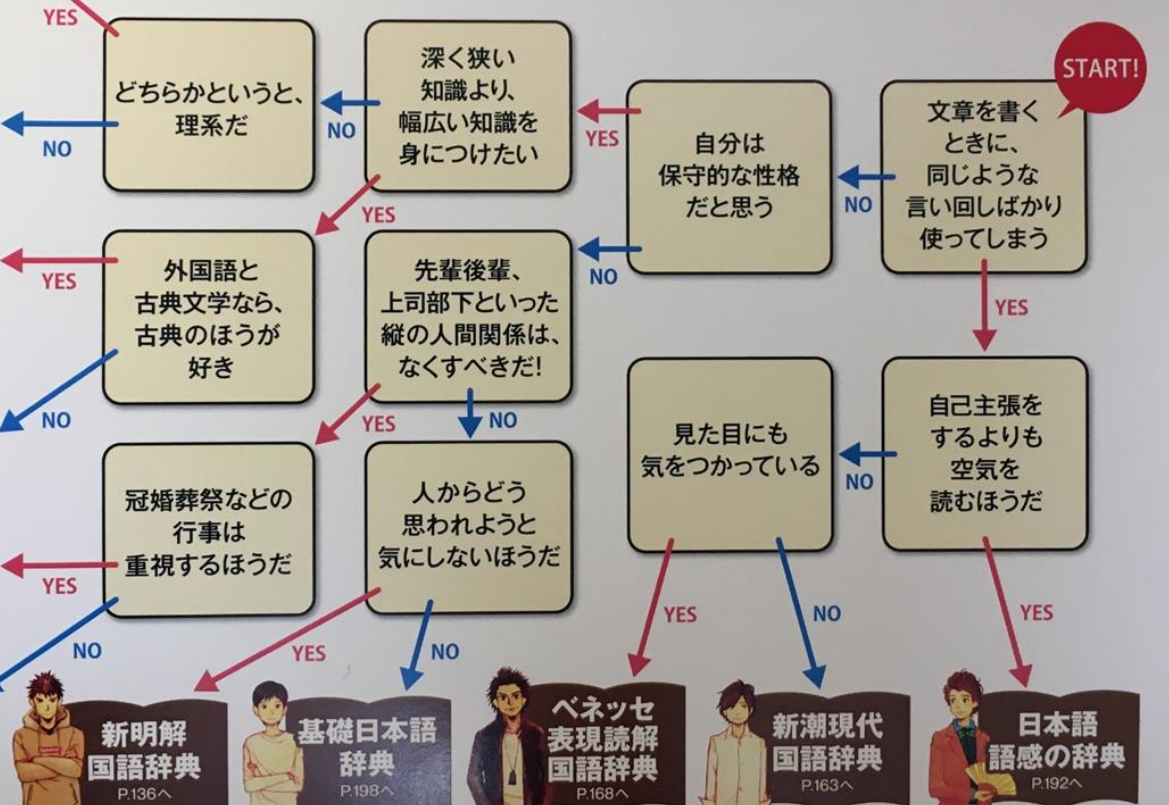 START!
文章を書く
ときに、
同じような
言い回しばかり
使ってしまう
NO
YES
自分は
保守的な性格
だと思う
YES
NO
深く狭い
知識より、
幅広い知識を
身につけたい
NO
YES
どちらかというと、
理系だ
YES
NO
先輩後輩、
上司部下といった
縦の人間関係は、
なくすべきだ!
YES
NO
外国語と
古典文学なら、
古典のほうが
好き
YES
NO
自己主張を
するよりも
空気を
読むほうだ
NO
YES
見た目にも
気をつかっている
YES
NO
人からどう
思われようと
気にしないほうだ
YES
NO
冠婚葬祭などの
行事は
重視するほうだ
YES
NO
新明解
国語辞典
P.136へ
基礎日本語
辞典
P.198へ
ベネッセ
表現読解
国語辞典
P.168へ
新潮現代
国語辞典
P.163へ
日本語
語感の辞典
P.192へ